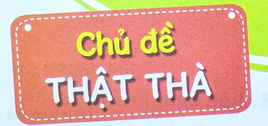 Chủ đề
THẬT THÀ